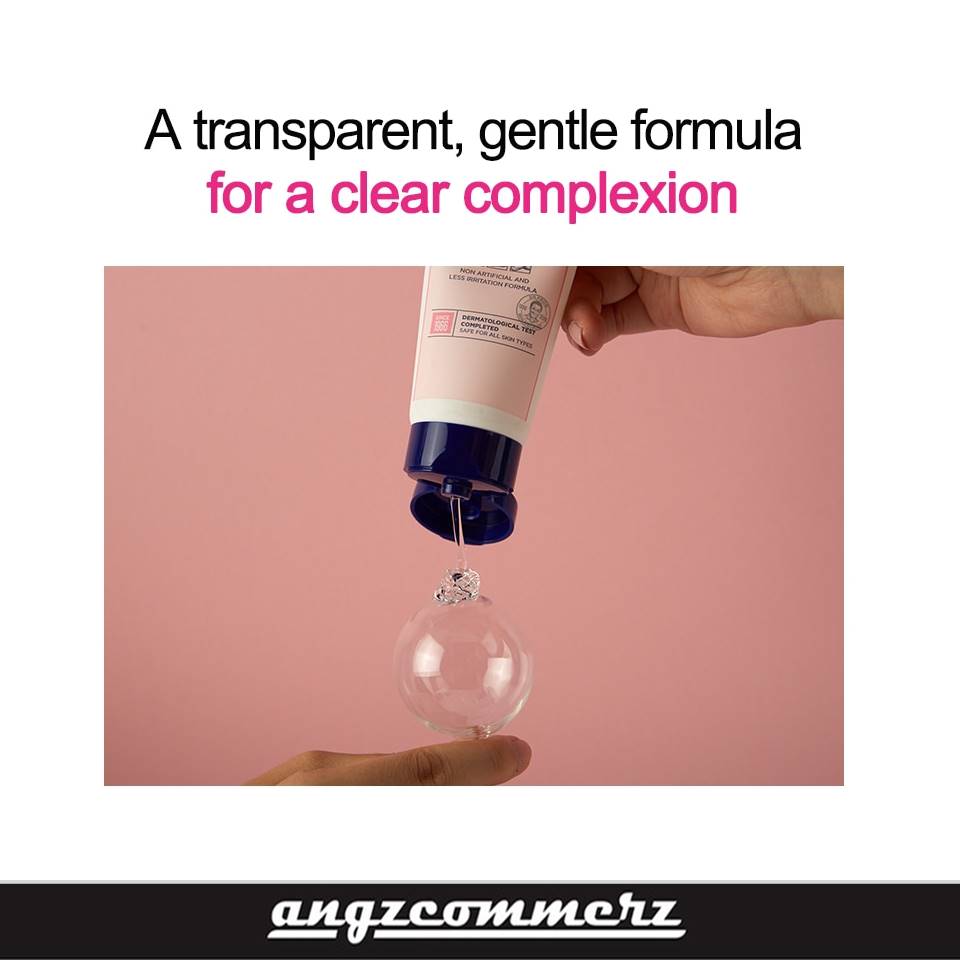 A transparent, gentle formula
for a clear complexion
NON ARTIFICIAL AND
LESS IRRITATION FORMULA
SINCE
1966
DERMATOLOGICAL TEST
COMPLETED
SAFE FOR ALL SKIN TYPES
angzcommerz